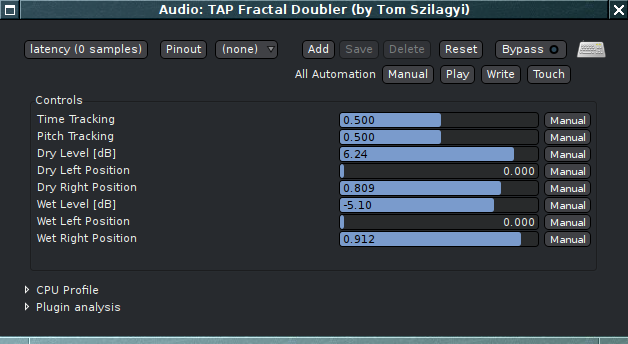 Audio: TAP Fractal Doubler (by Tom Szilagyi)
latency (0 samples) Pinout (none) Add Save Delete Reset Bypass
All Automation Manual Play Write Touch
Controls
Time Tracking 0.500 Manual
Pitch Tracking 0.500 Manual
Dry Level [dB] 6.24 Manual
Dry Left Position 0.000 Manual
Dry Right Position 0.809 Manual
Wet Level [dB] -5.10 Manual
Wet Left Position 0.000 Manual
Wet Right Position 0.912 Manual
CPU Profile
Plugin analysis